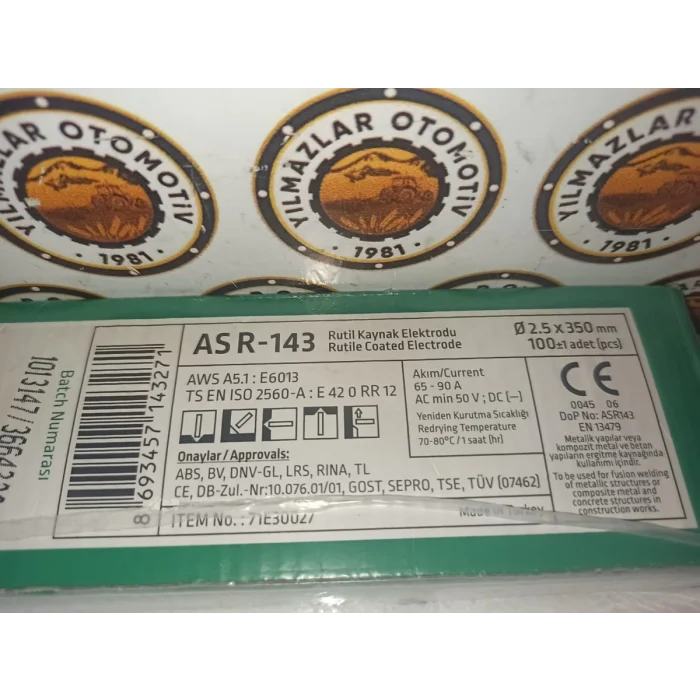 YILMAZLAR OTOMOTİV
· 1981 ·
YILMAZLAR OTOMOTİV
· 1981 ·
YILMAZLAR
· 1981 ·
Batch Numarası
8 693457 143271
AS R-143
Rutil Kaynak Elektrodu
Rutile Coated Electrode
Ø 2.5 x 350 mm
100±1 adet (pcs)
AWS A5.1 : E6013
TS EN ISO 2560-A : E 42 0 RR 12
Onaylar / Approvals:
ABS, BV, DNV-GL, LRS, RINA, TL
CE, DB-Zul.-Nr:10.076.01/01, GOST, SEPRO, TSE, TÜV (07462)
ITEM No. : 71E30027
Made in Turkey
Akım/Current
65 - 90 A
AC min 50 V ; DC (—)
Yeniden Kurutma Sıcaklığı
Redrying Temperature
70-80°C / 1 saat (hr)
CE
0045 06
DoP No: ASR143
EN 13479
Metalik yapılar veya
kompozit metal ve beton
yapıların ergitme kaynağında
kullanımı içindir.
To be used for fusion welding
of metallic structures or
composite metal and
concrete structures in
construction works.